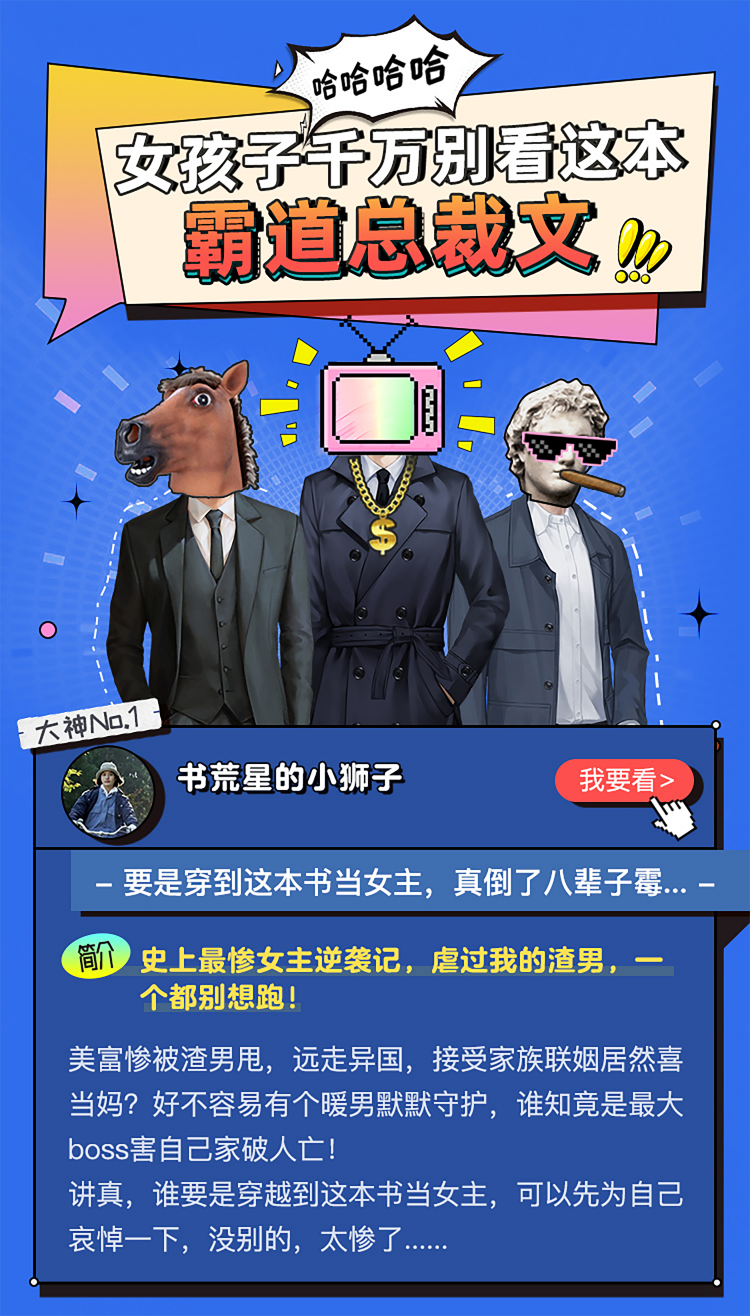 哈哈哈哈
女孩子千万别看这本
霸道总裁文!!!
$
大神No.1
书荒星的小狮子
我要看>
– 要是穿到这本书当女主，真倒了八辈子霉... –
简介
史上最惨女主逆袭记，虐过我的渣男，一
个都别想跑！
美富惨被渣男甩，远走异国，接受家族联姻居然喜
当妈？好不容易有个暖男默默守护，谁知竟是最大
boss害自己家破人亡！
讲真，谁要是穿越到这本书当女主，可以先为自己
哀悼一下，没别的，太惨了......